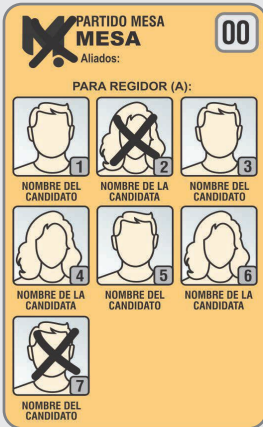 PARTIDO MESA
MESA
Aliados:
00
PARA REGIDOR (A):
1
2
3
NOMBRE DEL CANDIDATO
NOMBRE DE LA CANDIDATA
NOMBRE DEL CANDIDATO
4
5
6
NOMBRE DE LA CANDIDATA
NOMBRE DEL CANDIDATO
NOMBRE DE LA CANDIDATA
7
NOMBRE DEL CANDIDATO